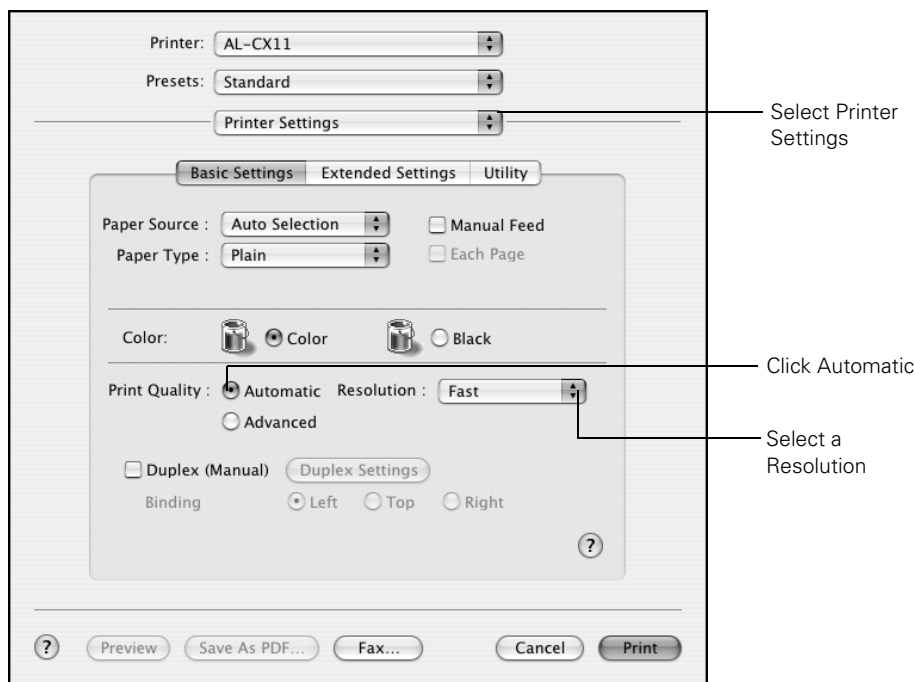 Printer: AL-CX11
Presets: Standard
Printer Settings
Select Printer
Settings
Basic Settings Extended Settings Utility
Paper Source : Auto Selection Manual Feed
Paper Type : Plain Each Page
Color: Color Black
Print Quality : Automatic Resolution : Fast
Click Automatic
Advanced
Select a
Resolution
Duplex (Manual) Duplex Settings
Binding Left Top Right
?
? Preview Save As PDF... Fax... Cancel Print